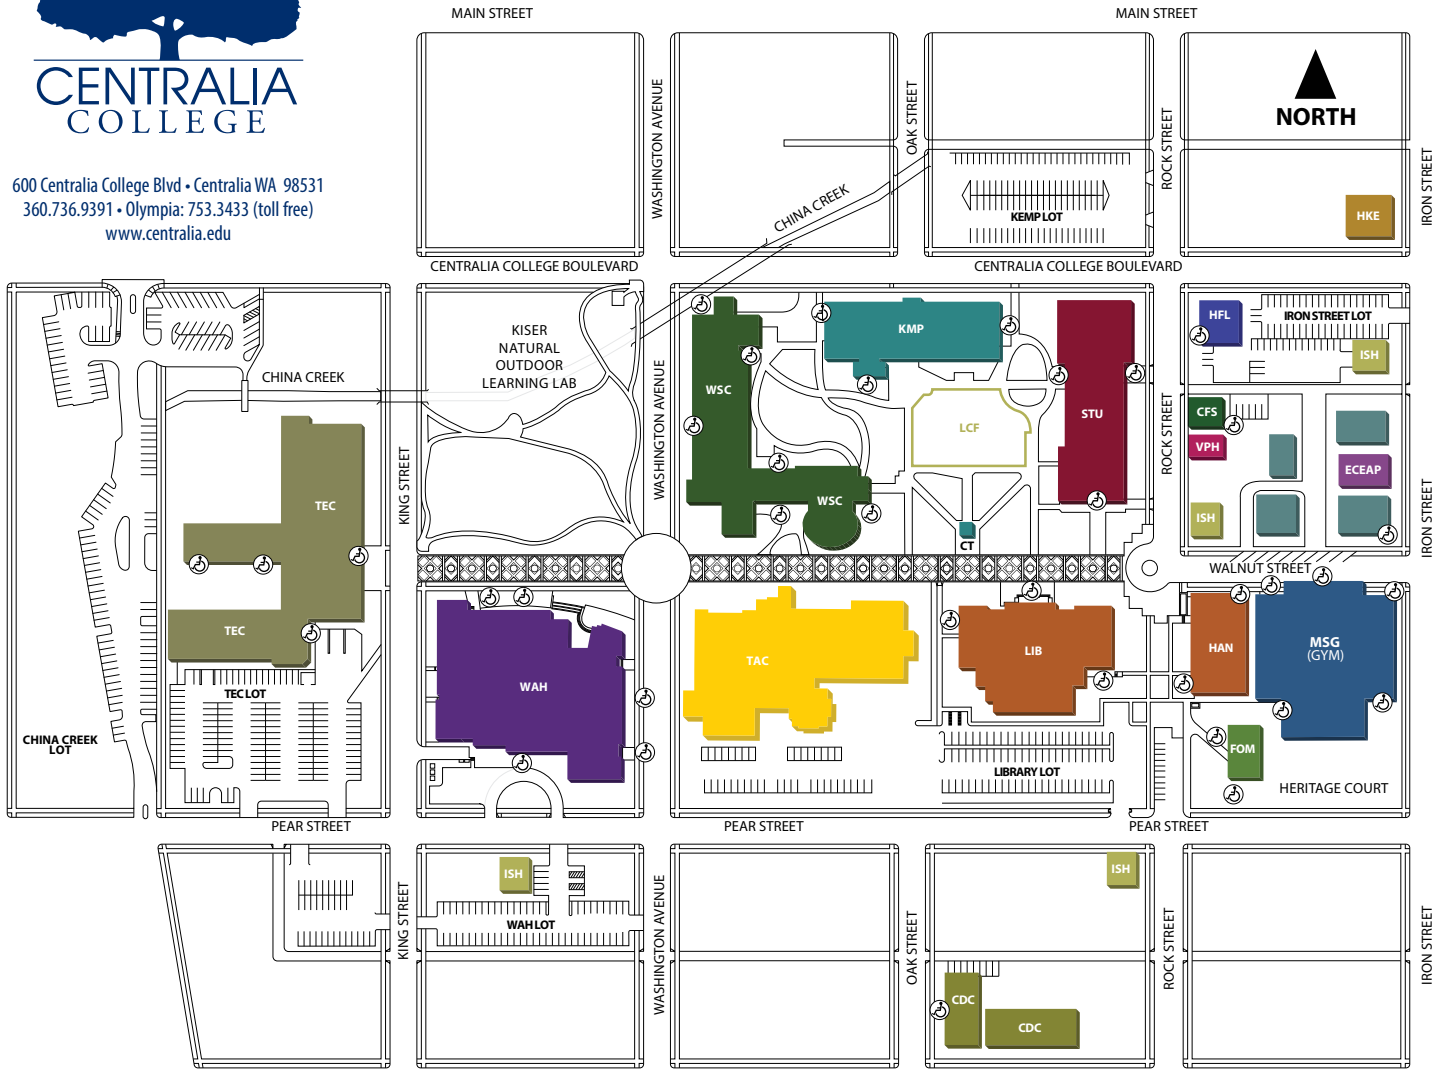 MAIN STREET
MAIN STREET
CENTRALIA
COLLEGE
NORTH
600 Centralia College Blvd • Centralia WA 98531
360.736.9391 • Olympia: 753.3433 (toll free)
www.centralia.edu
WASHINGTON AVENUE
OAK STREET
ROCK STREET
IRON STREET
CHINA CREEK
KEMP LOT
HKE
CENTRALIA COLLEGE BOULEVARD
CENTRALIA COLLEGE BOULEVARD
KISER
NATURAL
OUTDOOR
LEARNING LAB
CHINA CREEK
KMP
HFL
IRON STREET LOT
ISH
WSC
WASHINGTON AVENUE
STU
LCF
ROCK STREET
CFS
VPH
ECEAP
KING STREET
TEC
WSC
ISH
IRON STREET
CT
WALNUT STREET
TEC
WAH
TAC
LIB
HAN
MSG
(GYM)
TEC LOT
CHINA CREEK
LOT
LIBRARY LOT
FOM
HERITAGE COURT
PEAR STREET
PEAR STREET
PEAR STREET
ISH
ISH
KING STREET
WAH LOT
WASHINGTON AVENUE
OAK STREET
ROCK STREET
IRON STREET
CDC
CDC